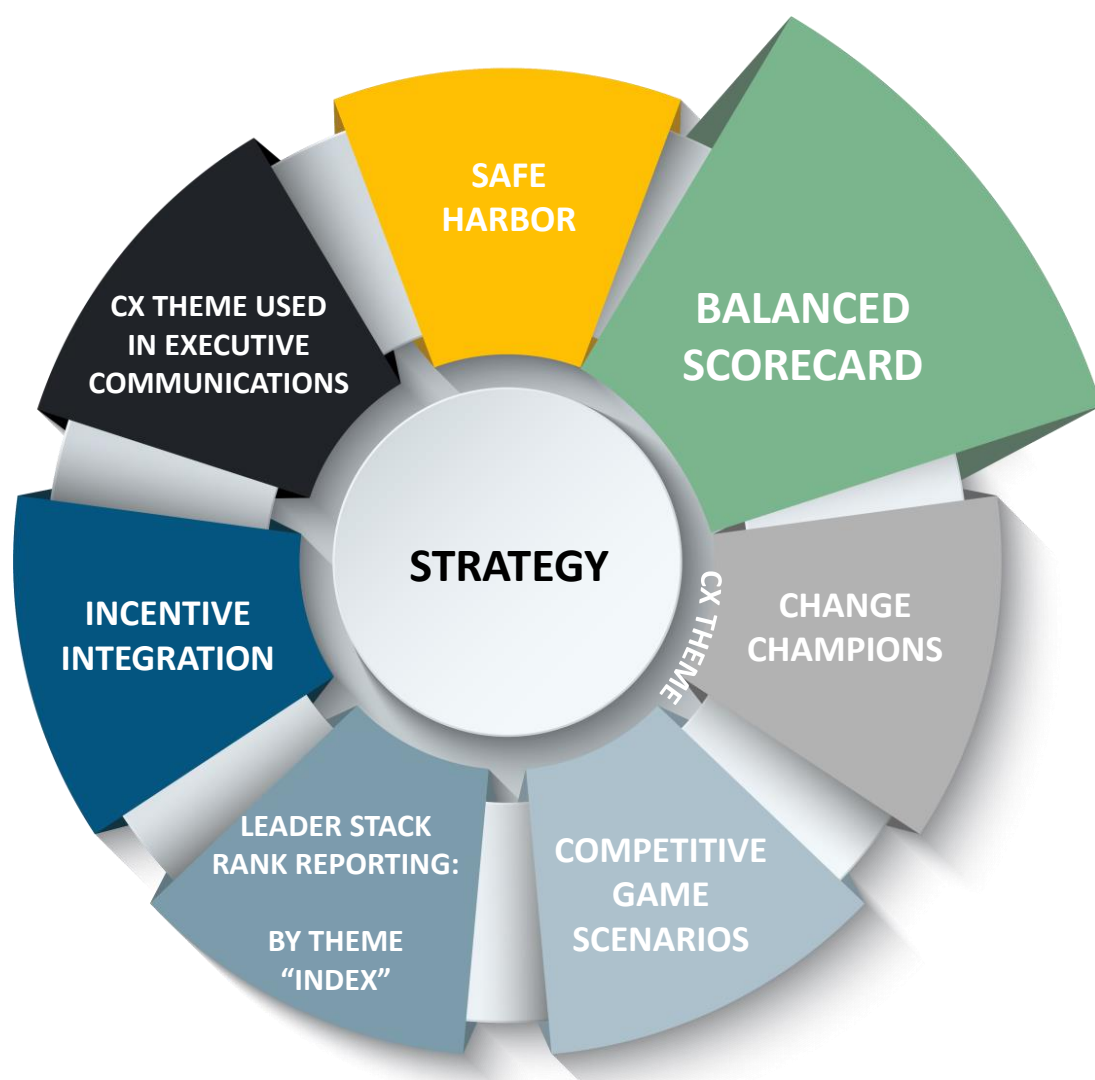 SAFE
HARBOR
BALANCED
SCORECARD
CX THEME USED
IN EXECUTIVE
COMMUNICATIONS
STRATEGY
CX THEME
CHANGE
CHAMPIONS
INCENTIVE
INTEGRATION
LEADER STACK
RANK REPORTING:
BY THEME
“INDEX”
COMPETITIVE
GAME
SCENARIOS